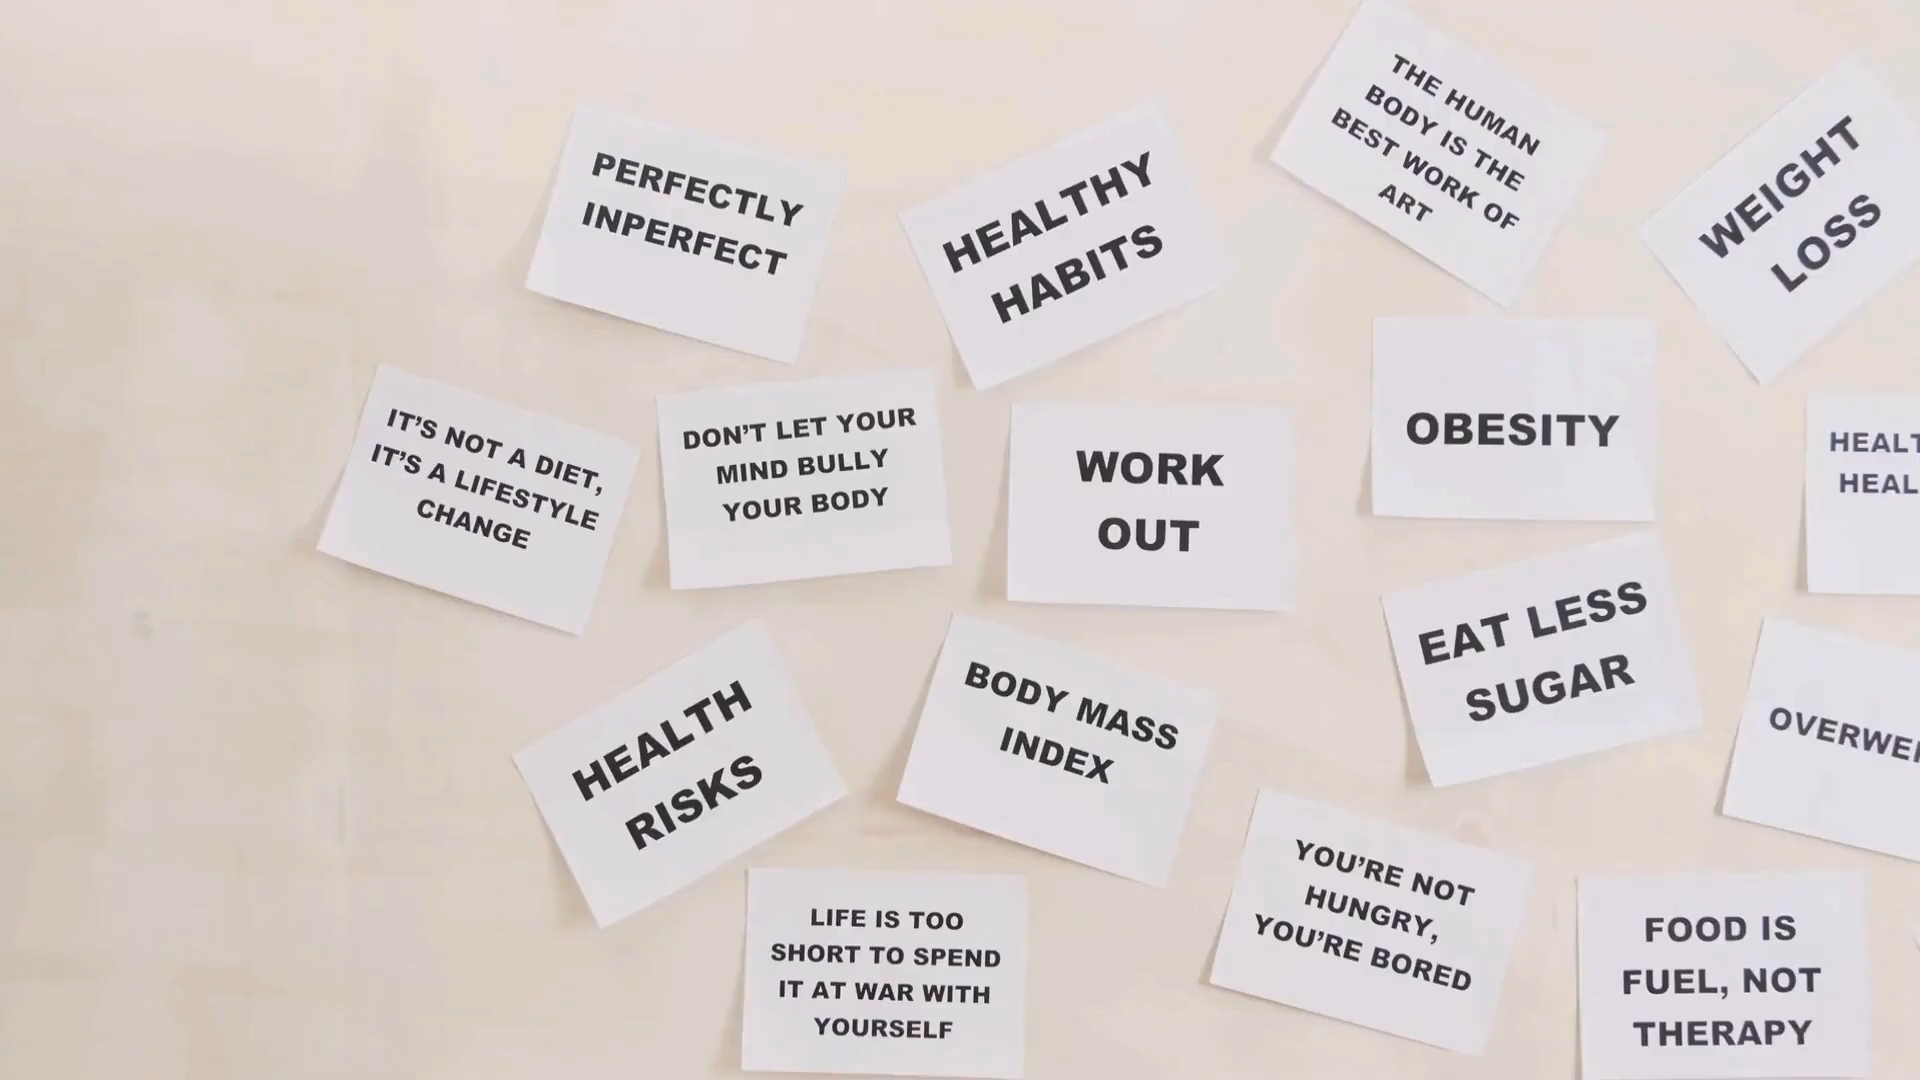 THE HUMAN
BODY IS THE
BEST WORK OF
ART
WEIGHT
LOSS
PERFECTLY
INPERFECT
HEALTHY
HABITS
OBESITY
IT'S NOT A DIET,
IT'S A LIFESTYLE
CHANGE
DON'T LET YOUR
MIND BULLY
YOUR BODY
WORK
OUT
EAT LESS
SUGAR
HEALTH
RISKS
BODY MASS
INDEX
YOU'RE NOT
HUNGRY,
YOU'RE BORED
LIFE IS TOO
SHORT TO SPEND
IT AT WAR WITH
YOURSELF
FOOD IS
FUEL, NOT
THERAPY